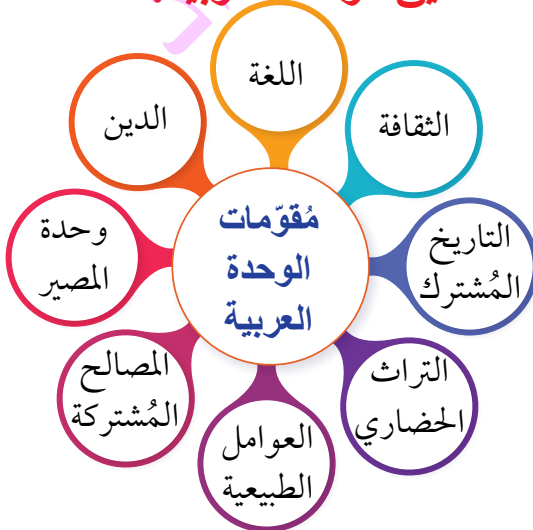 مُقوّمات
الوحدة
العربية
اللغة
الثقافة
التاريخ
المُشترك
التراث
الحضاري
العوامل
الطبيعية
المصالح
المُشتركة
وحدة
المصير
الدين